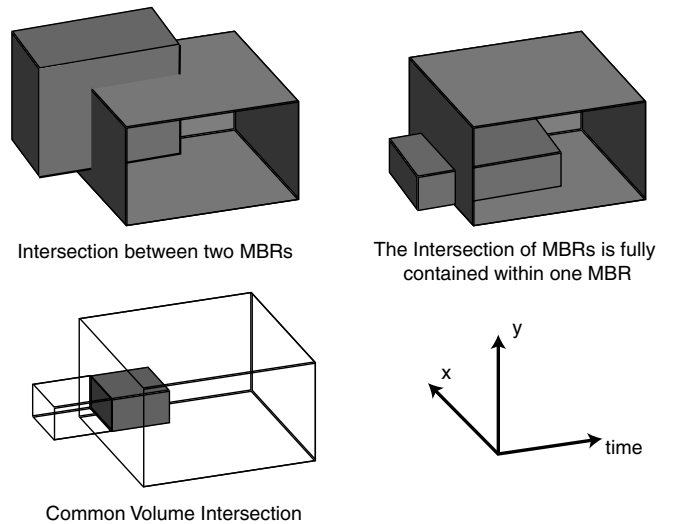 Intersection between two MBRs
The Intersection of MBRs is fully
contained within one MBR
Common Volume Intersection
y
x
time